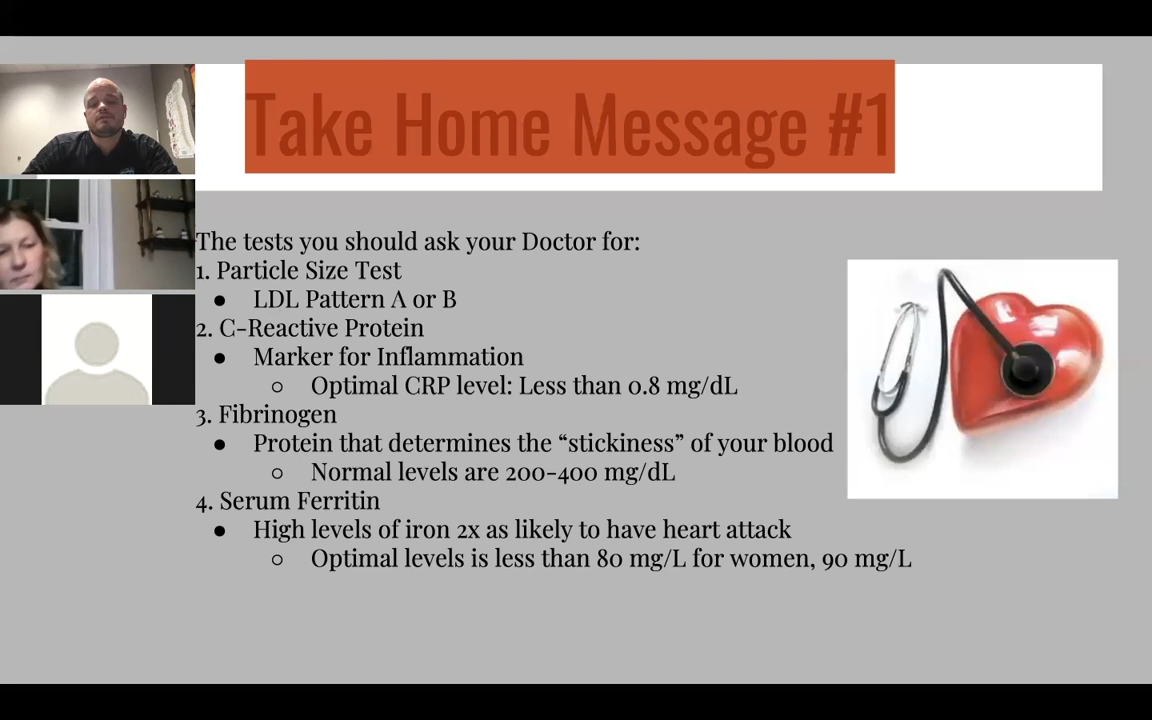 Take Home Message #1
The tests you should ask your Doctor for:
1. Particle Size Test
● LDL Pattern A or B
2. C-Reactive Protein
● Marker for Inflammation
○ Optimal CRP level: Less than 0.8 mg/dL
3. Fibrinogen
● Protein that determines the “stickiness” of your blood
○ Normal levels are 200-400 mg/dL
4. Serum Ferritin
● High levels of iron 2x as likely to have heart attack
○ Optimal levels is less than 80 mg/L for women, 90 mg/L